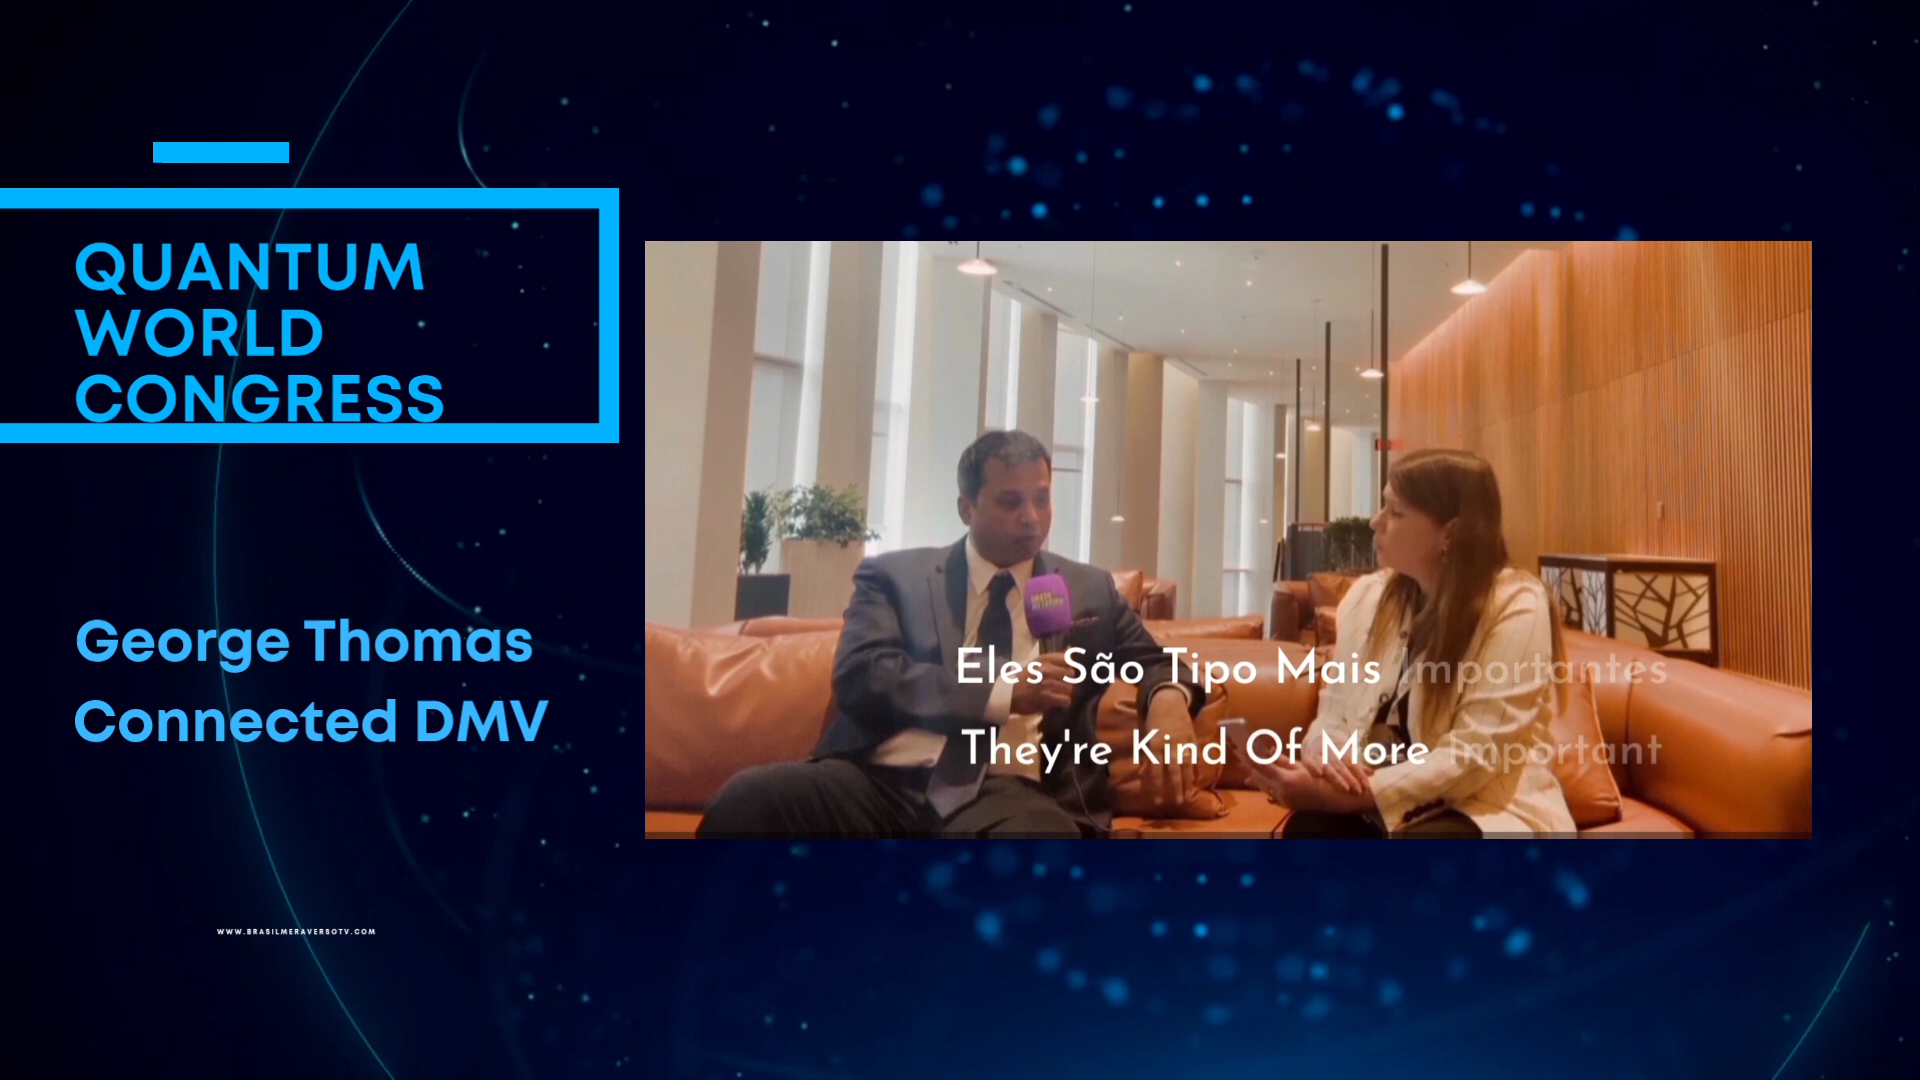 QUANTUM
WORLD
CONGRESS
George Thomas
Connected DMV
Eles São Tipo Mais Importantes
They're Kind Of More Important
WWW.BRASILMERAVERSOTV.COM